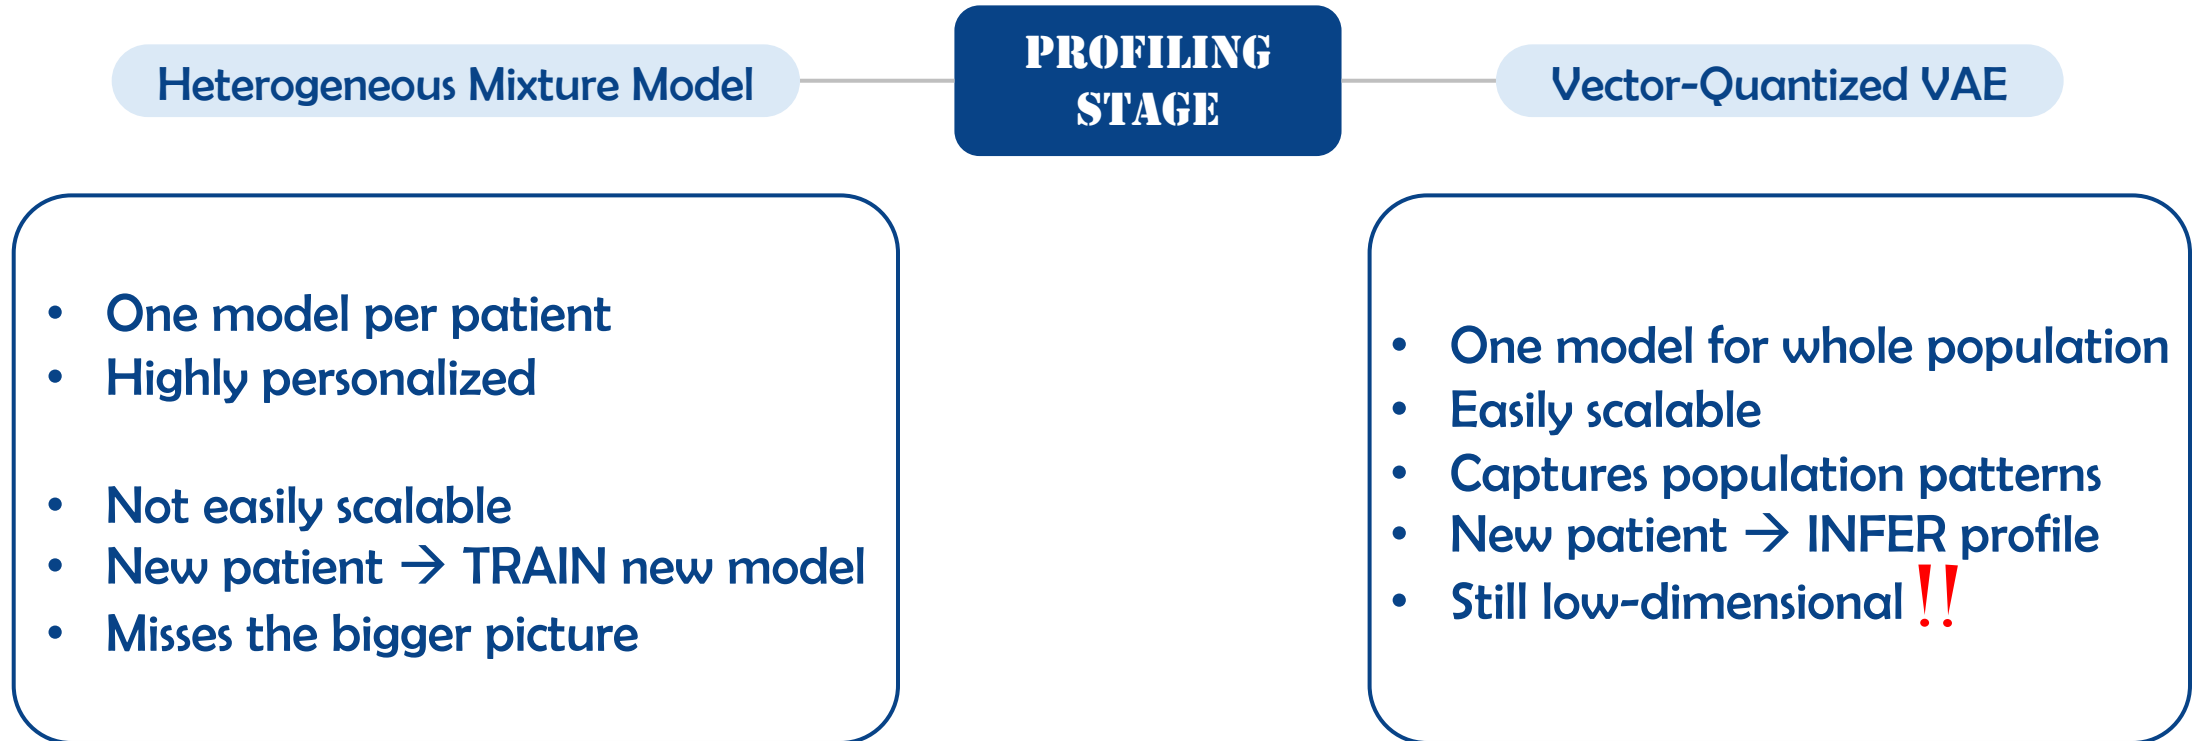 PROFILING
STAGE
Heterogeneous Mixture Model
• One model per patient
• Highly personalized
• Not easily scalable
• New patient → TRAIN new model
• Misses the bigger picture
Vector-Quantized VAE
• One model for whole population
• Easily scalable
• Captures population patterns
• New patient → INFER profile
• Still low-dimensional!!